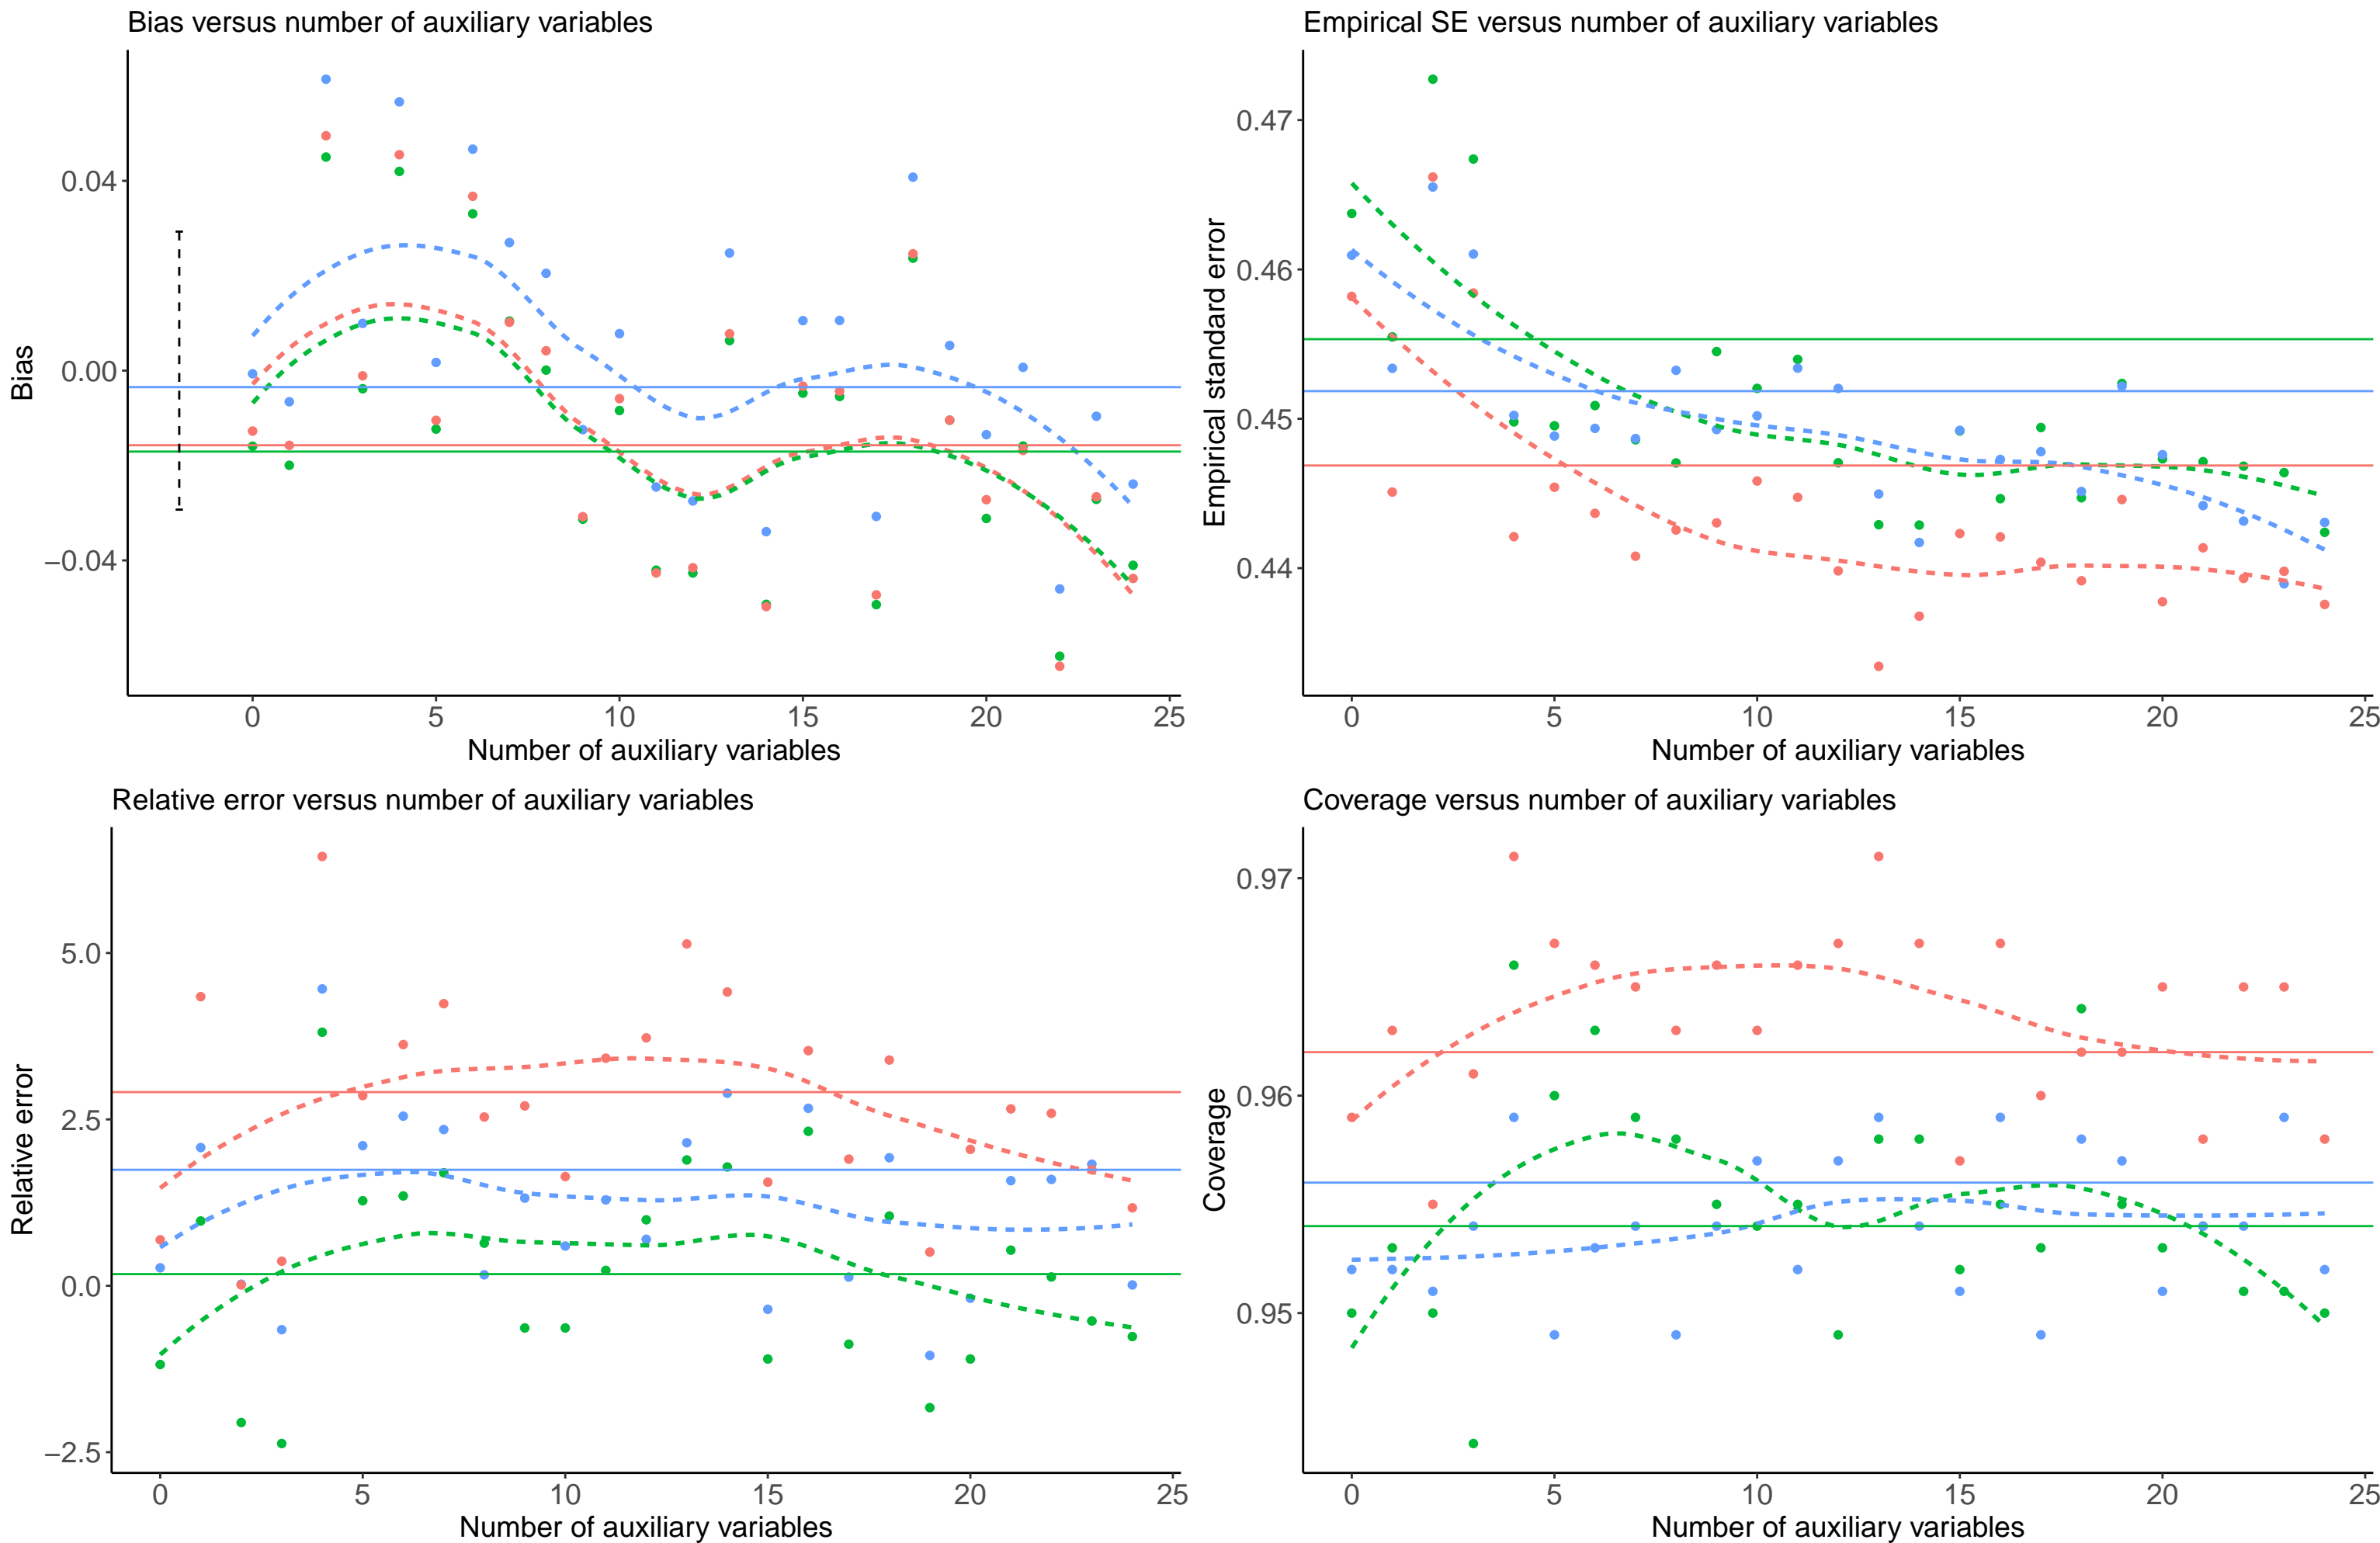 Bias versus number of auxiliary variables
0.04
0.00
−0.04
Bias
0 5 10 15 20 25
Number of auxiliary variables
Empirical SE versus number of auxiliary variables
0.47
0.46
0.45
0.44
Empirical standard error
0 5 10 15 20 25
Number of auxiliary variables
Relative error versus number of auxiliary variables
5.0
2.5
0.0
−2.5
Relative error
0 5 10 15 20 25
Number of auxiliary variables
Coverage versus number of auxiliary variables
0.97
0.96
0.95
Coverage
0 5 10 15 20 25
Number of auxiliary variables